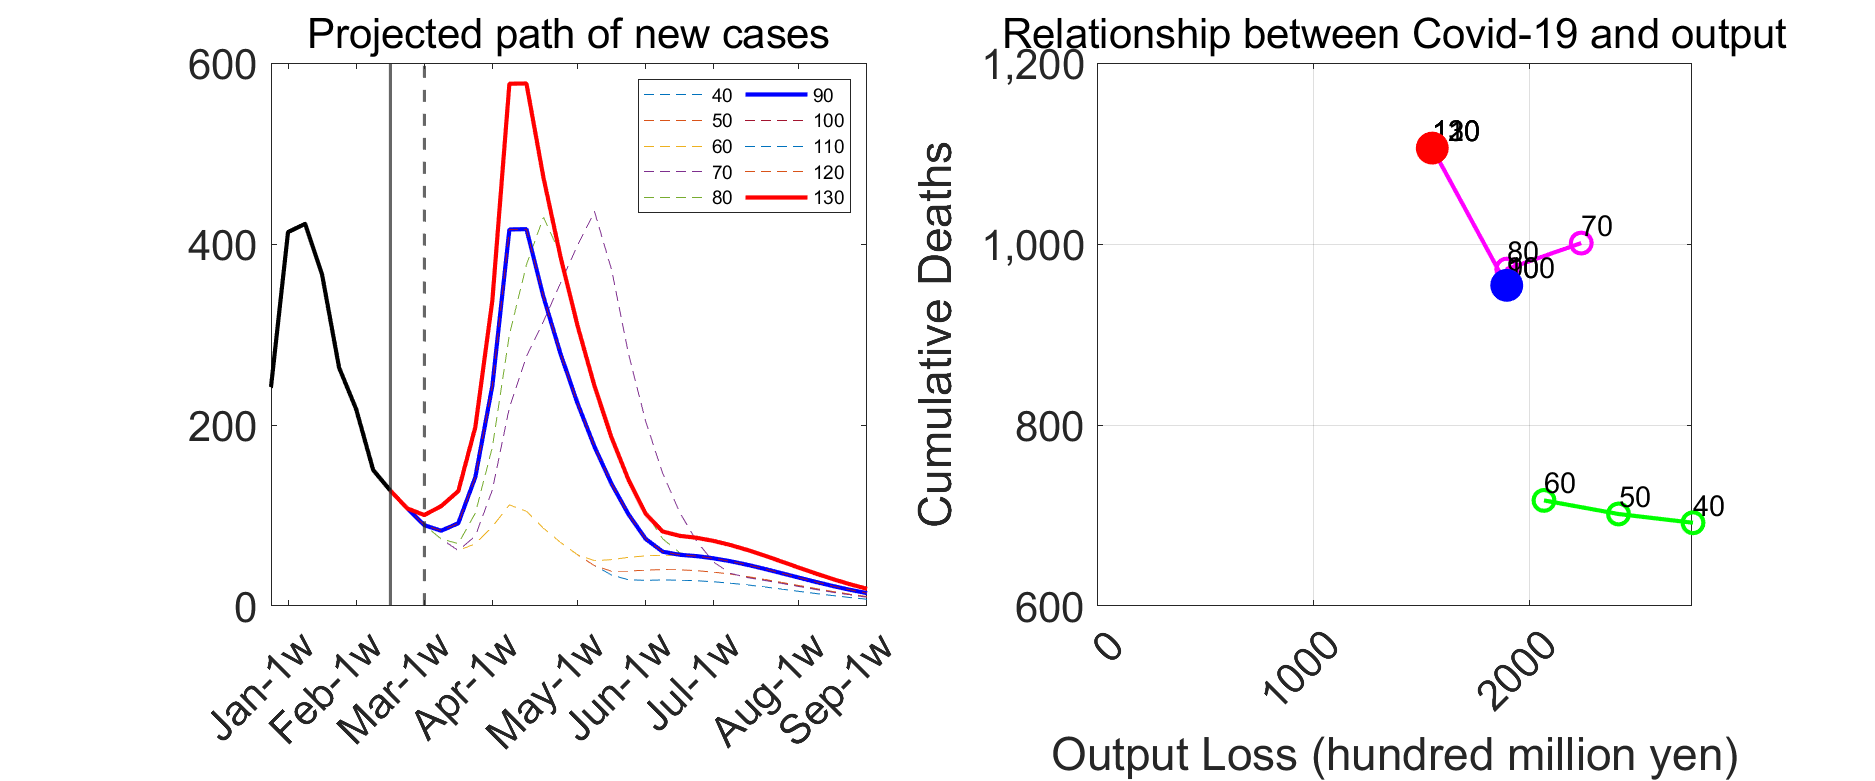 Projected path of new cases
600
400
200
0
40
50
60
70
80
90
100
110
120
130
Jan-1w
Feb-1w
Mar-1w
Apr-1w
May-1w
Jun-1w
Jul-1w
Aug-1w
Sep-1w
Relationship between Covid-19 and output
Cumulative Deaths
1,200
1,000
800
600
70
80
60
50
40
0
1000
2000
Output Loss (hundred million yen)